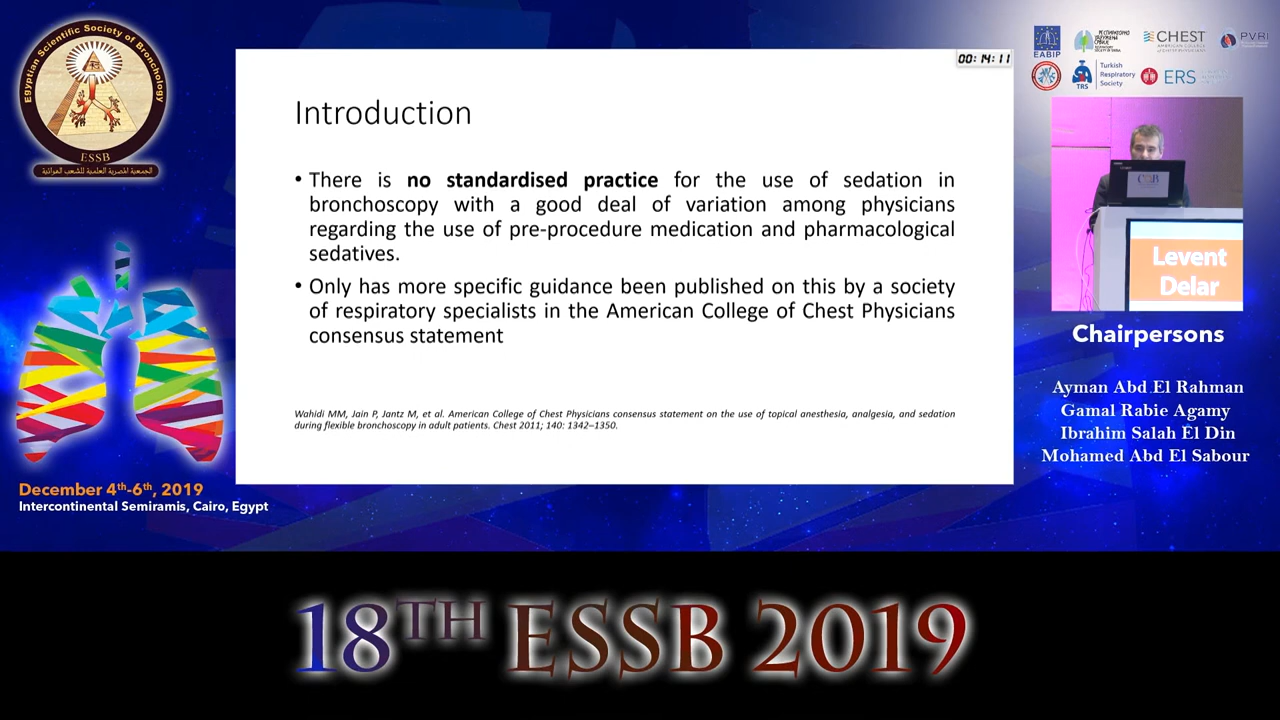 Egyptian Scientific Society of Bronchology
ESSB
الجمعية المصرية العلمية للشعب الهوائية
December 4th-6th, 2019
Intercontinental Semiramis, Cairo, Egypt
00: 14: 11
Introduction
• There is no standardised practice for the use of sedation in
bronchoscopy with a good deal of variation among physicians
regarding the use of pre-procedure medication and pharmacological
sedatives.
• Only has more specific guidance been published on this by a society
of respiratory specialists in the American College of Chest Physicians
consensus statement
Wahidi MM, Jain P, Jantz M, et al. American College of Chest Physicians consensus statement on the use of topical anesthesia, analgesia, and sedation
during flexible bronchoscopy in adult patients. Chest 2011; 140: 1342–1350.
EABIP
CHEST
PVRI
TRS
Turkish
Respiratory
Society
ERS
Levent
Delar
Chairpersons
Ayman Abd El Rahman
Gamal Rabie Agamy
Ibrahim Salah El Din
Mohamed Abd El Sabour
18TH ESSB 2019